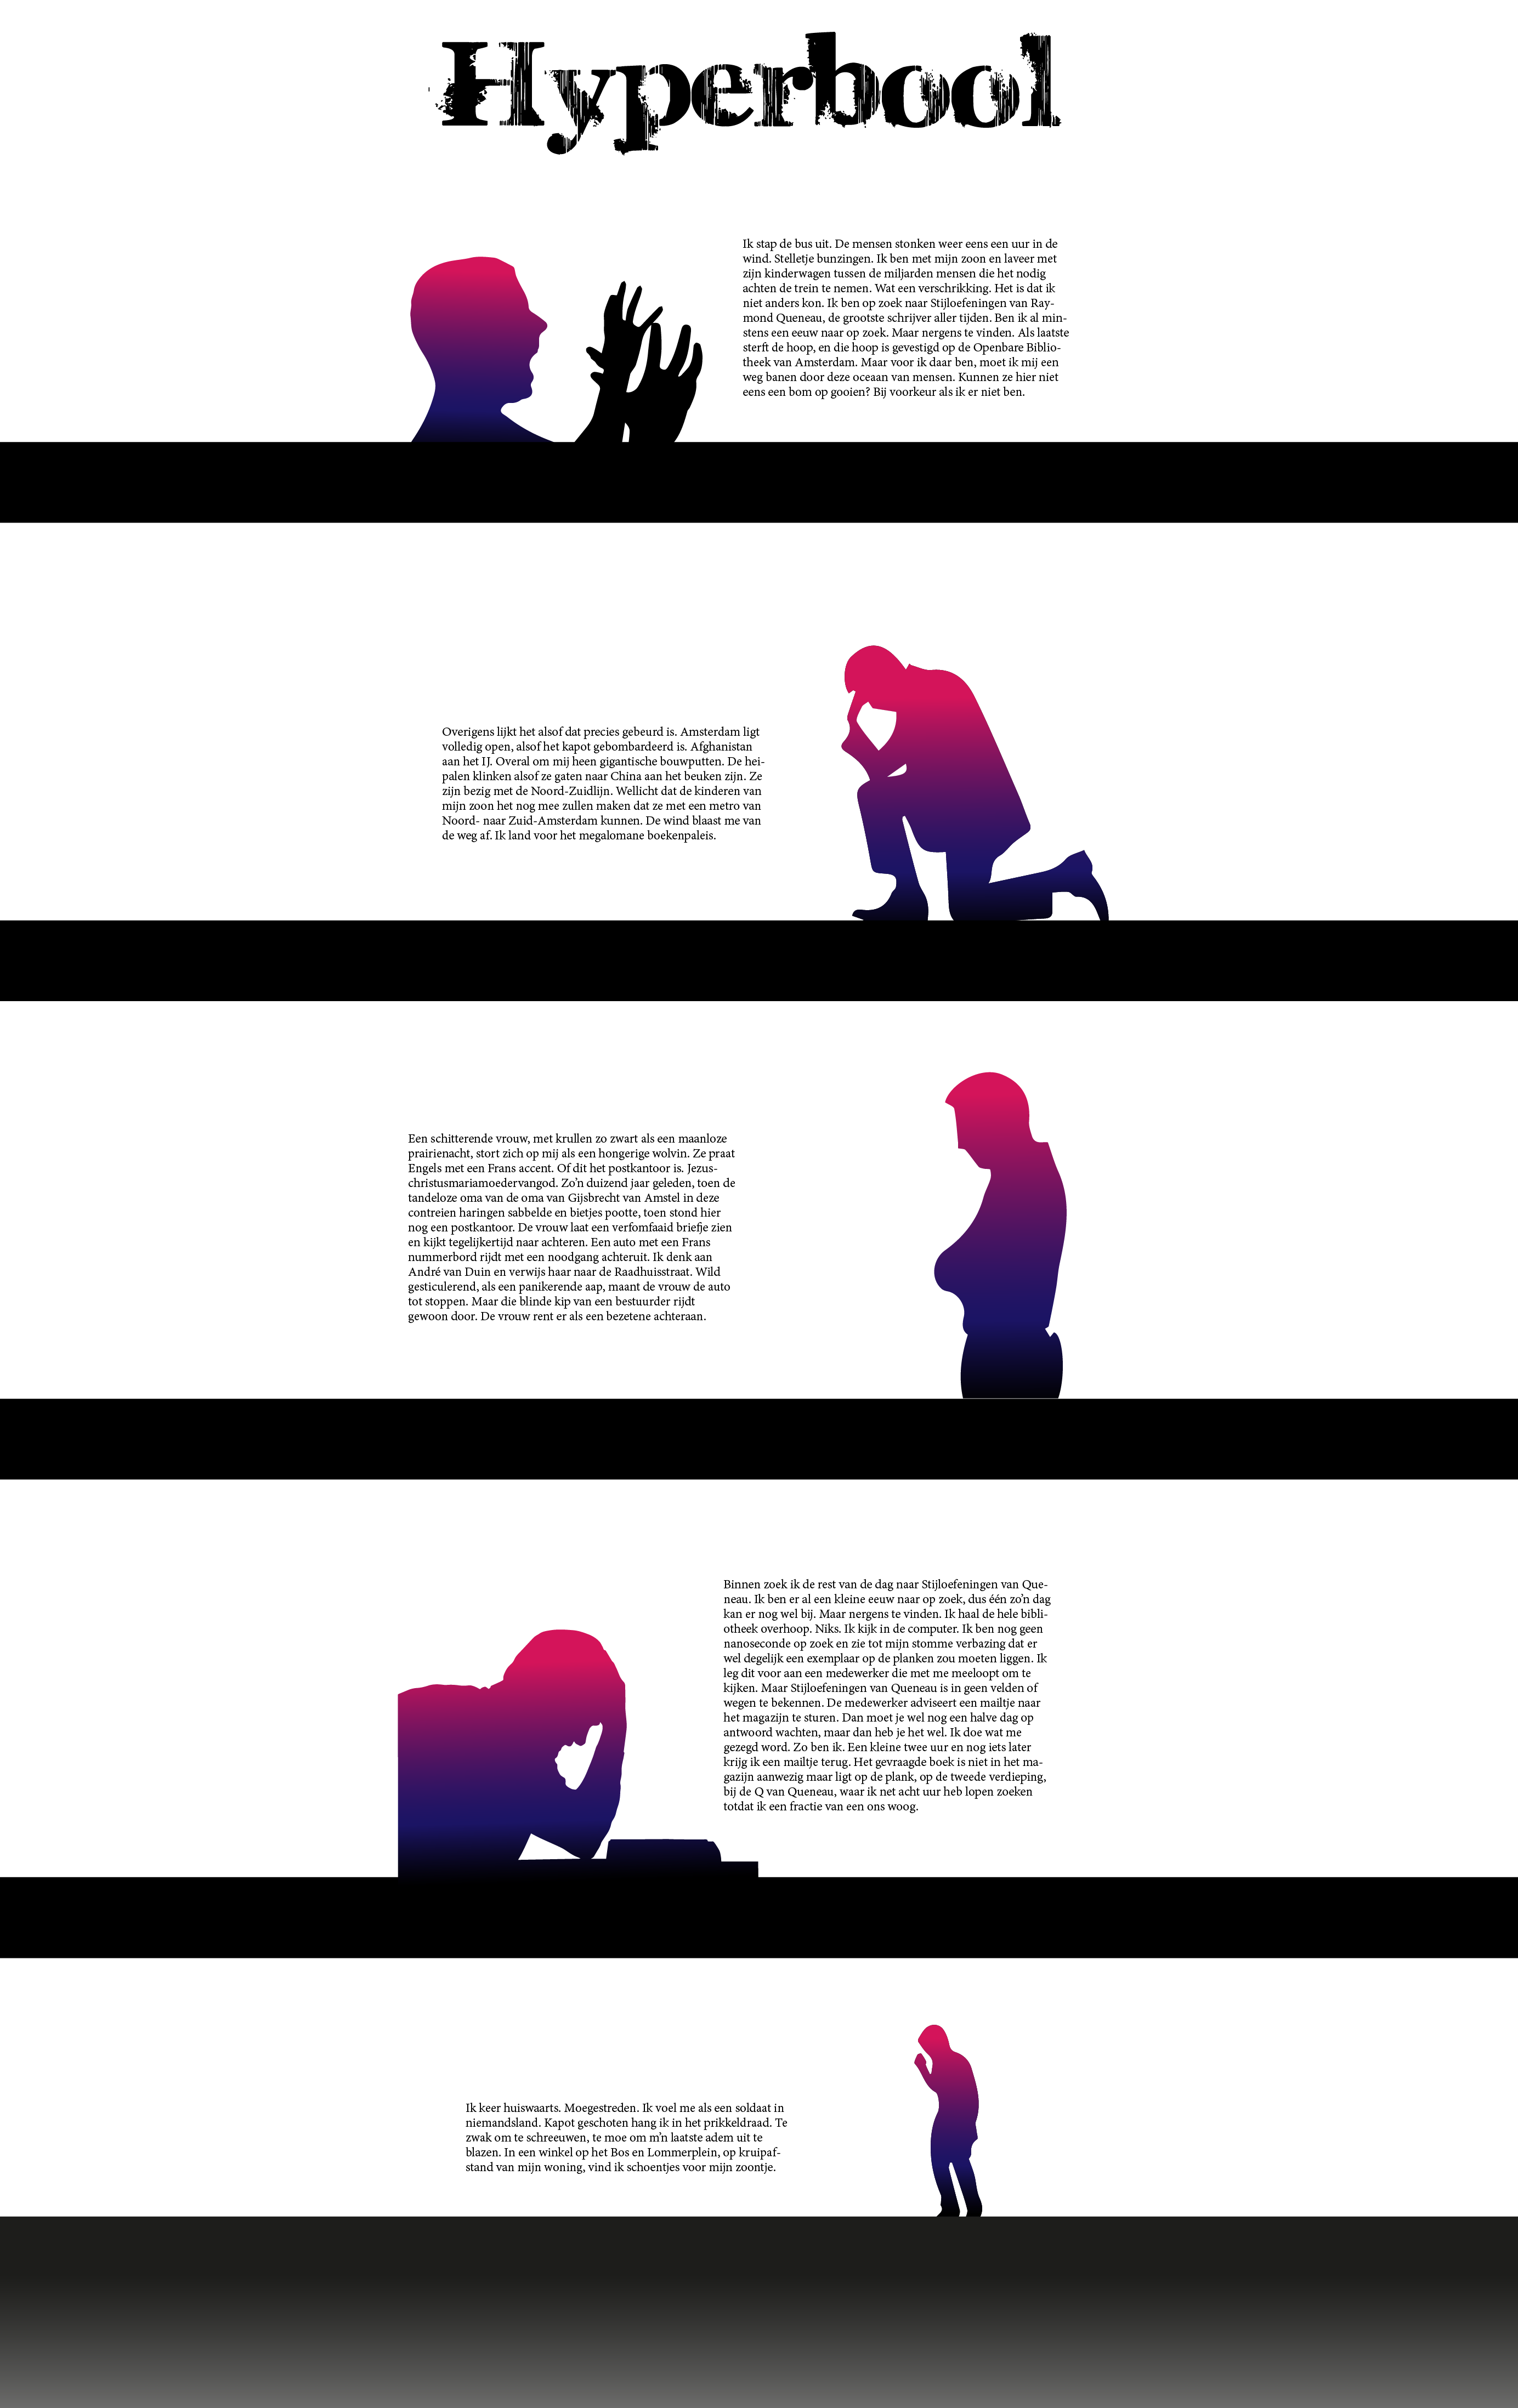 Hyperbool
Ik stap de bus uit. De mensen stonken weer eens een uur in de
wind. Stelletje bunzingen. Ik ben met mijn zoon en laveer met
zijn kinderwagen tussen de miljarden mensen die het nodig
achten de trein te nemen. Wat een verschrikking. Het is dat ik
niet anders kon. Ik ben op zoek naar Stijloefeningen van Ray-
mond Queneau, de grootste schrijver aller tijden. Ben ik al min-
stens een eeuw naar op zoek. Maar nergens te vinden. Als laatste
sterft de hoop, en die hoop is gevestigd op de Openbare Biblio-
theek van Amsterdam. Maar voor ik daar ben, moet ik mij een
weg banen door deze oceaan van mensen. Kunnen ze hier niet
eens een bom op gooien? Bij voorkeur als ik er niet ben.
Overigens lijkt het alsof dat precies gebeurd is. Amsterdam ligt
volledig open, alsof het kapot gebombardeerd is. Afghanistan
aan het IJ. Overal om mij heen gigantische bouwputten. De hei-
palen klinken alsof ze gaten naar China aan het beuken zijn. Ze
zijn bezig met de Noord-Zuidlijn. Wellicht dat de kinderen van
mijn zoon het nog mee zullen maken dat ze met een metro van
Noord- naar Zuid-Amsterdam kunnen. De wind blaast me van
de weg af. Ik land voor het megalomane boekenpaleis.
Een schitterende vrouw, met krullen zo zwart als een maanloze
prairienacht, stort zich op mij als een hongerige wolvin. Ze praat
Engels met een Frans accent. Of dit het postkantoor is. Jezus-
christusmariamoedervangod. Zo'n duizend jaar geleden, toen de
tandeloze oma van de oma van Gijsbrecht van Amstel in deze
contreien haringen sabbelde en bietjes pootte, toen stond hier
nog een postkantoor. De vrouw laat een verfomfaaid briefje zien
en kijkt tegelijkertijd naar achteren. Een auto met een Frans
nummerbord rijdt met een noodgang achteruit. Ik denk aan
André van Duin en verwijs haar naar de Raadhuisstraat. Wild
gesticulerend, als een panikerende aap, maant de vrouw de auto
tot stoppen. Maar die blinde kip van een bestuurder rijdt
gewoon door. De vrouw rent er als een bezetene achteraan.
Binnen zoek ik de rest van de dag naar Stijloefeningen van Que-
neau. Ik ben er al een kleine eeuw naar op zoek, dus één zo'n dag
kan er nog wel bij. Maar nergens te vinden. Ik haal de hele bibli-
otheek overhoop. Niks. Ik kijk in de computer. Ik ben nog geen
nanoseconde op zoek en zie tot mijn stomme verbazing dat er
wel degelijk een exemplaar op de planken zou moeten liggen. Ik
leg dit voor aan een medewerker die met me meeloopt om te
kijken. Maar Stijloefeningen van Queneau is in geen velden of
wegen te bekennen. De medewerker adviseert een mailtje naar
het magazijn te sturen. Dan moet je wel nog een halve dag op
antwoord wachten, maar dan heb je het wel. Ik doe wat me
gezegd word. Zo ben ik. Een kleine twee uur en nog iets later
krijg ik een mailtje terug. Het gevraagde boek is niet in het ma-
gazijn aanwezig maar ligt op de plank, op de tweede verdieping,
bij de Q van Queneau, waar ik net acht uur heb lopen zoeken
totdat ik een fractie van een ons woog.
Ik keer huiswaarts. Moegestreden. Ik voel me als een soldaat in
niemandsland. Kapot geschoten hang ik in het prikkeldraad. Te
zwak om te schreeuwen, te moe om m'n laatste adem uit te
blazen. In een winkel op het Bos en Lommerplein, op kruipaf-
stand van mijn woning, vind ik schoentjes voor mijn zoontje.